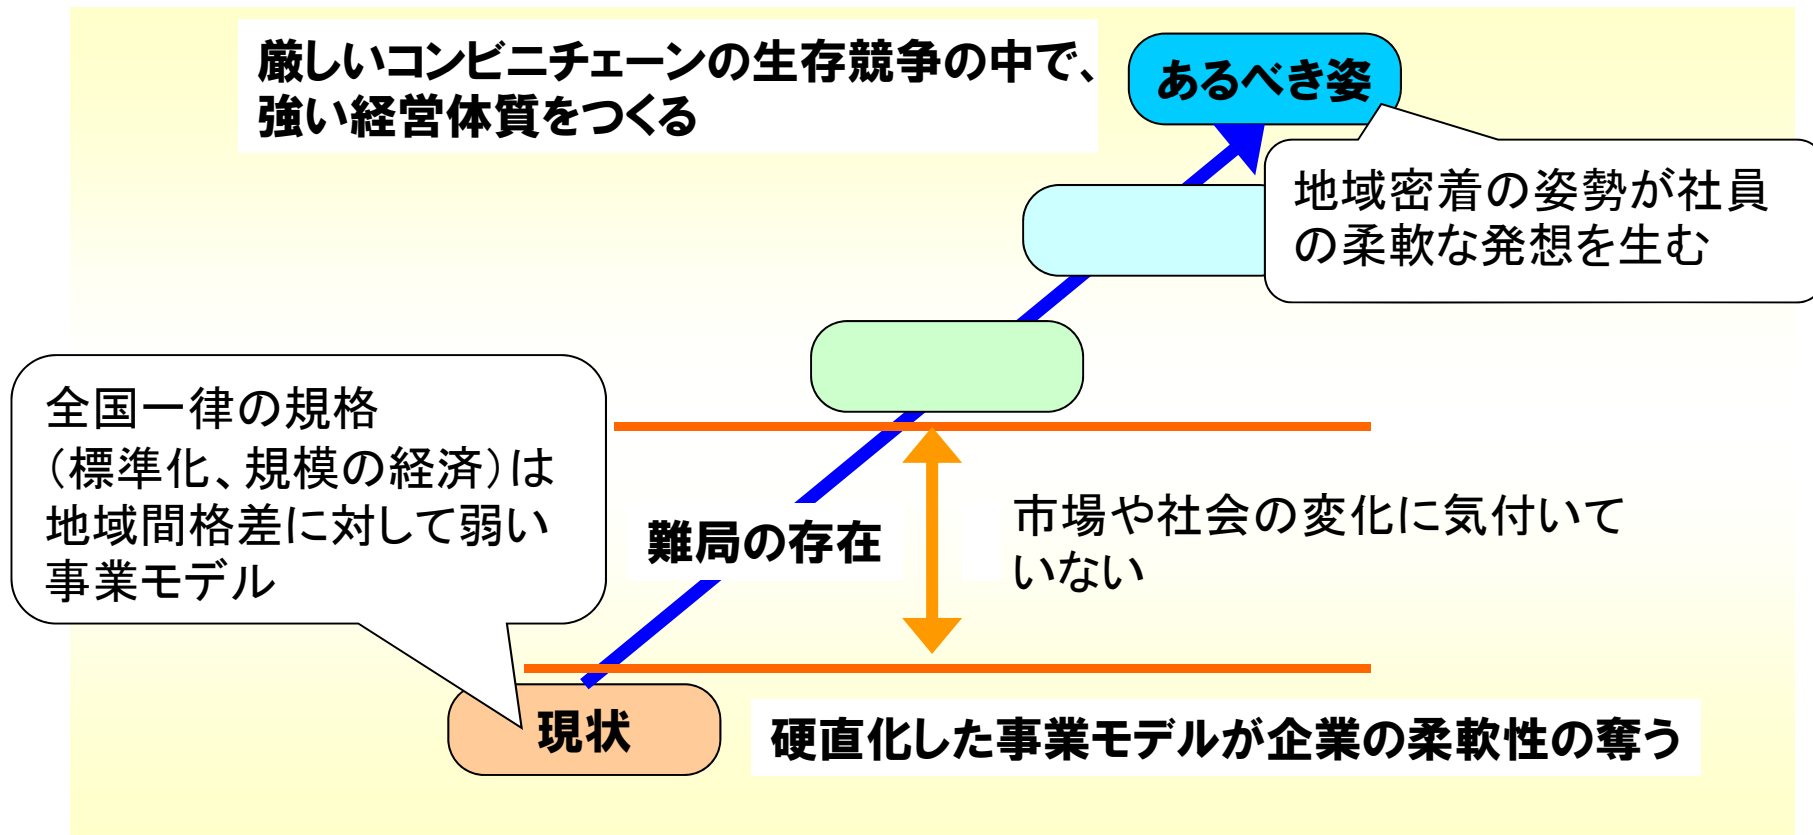 厳しいコンビニチェーンの生存競争の中で、
強い経営体質をつくる
あるべき姿
地域密着の姿勢が社員
の柔軟な発想を生む
全国一律の規格
（標準化、規模の経済）は
地域間格差に対して弱い
事業モデル
難局の存在
市場や社会の変化に気付いて
いない
現状
硬直化した事業モデルが企業の柔軟性の奪う